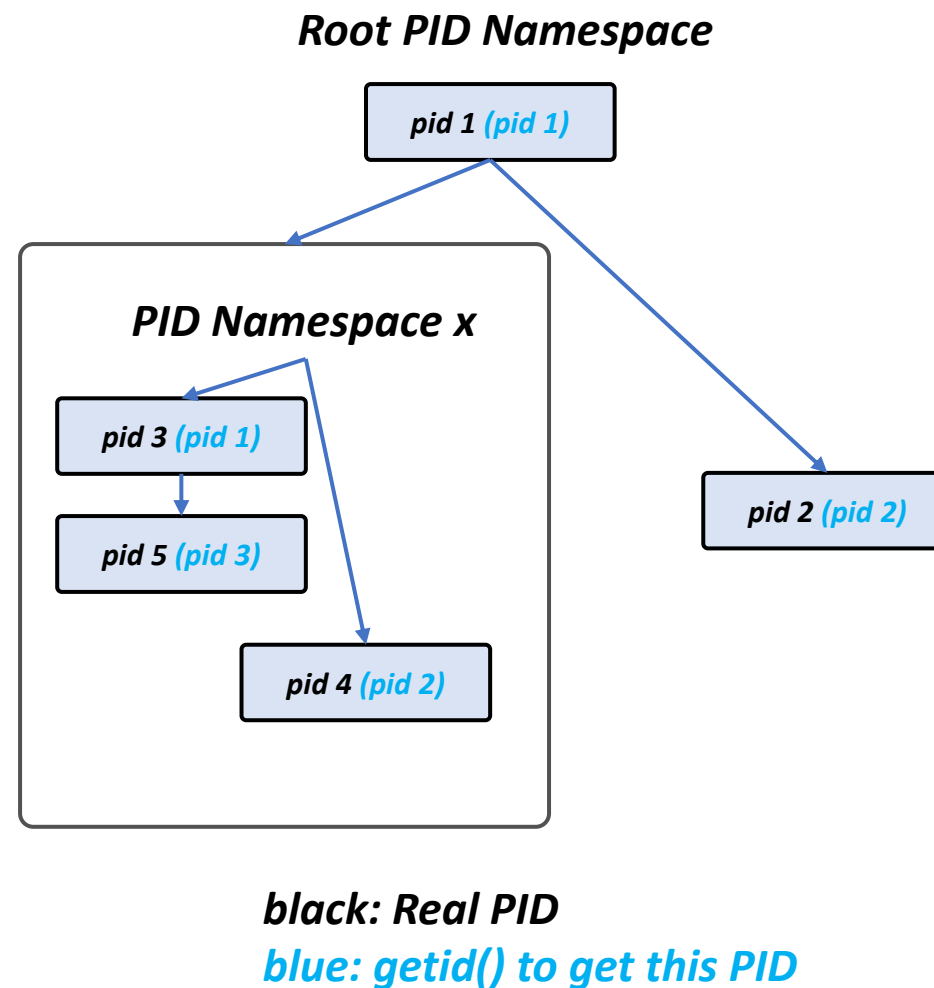 Root PID Namespace
pid 1 (pid 1)
PID Namespace x
pid 3 (pid 1)
pid 5 (pid 3)
pid 4 (pid 2)
pid 2 (pid 2)
black: Real PID
blue: getid() to get this PID